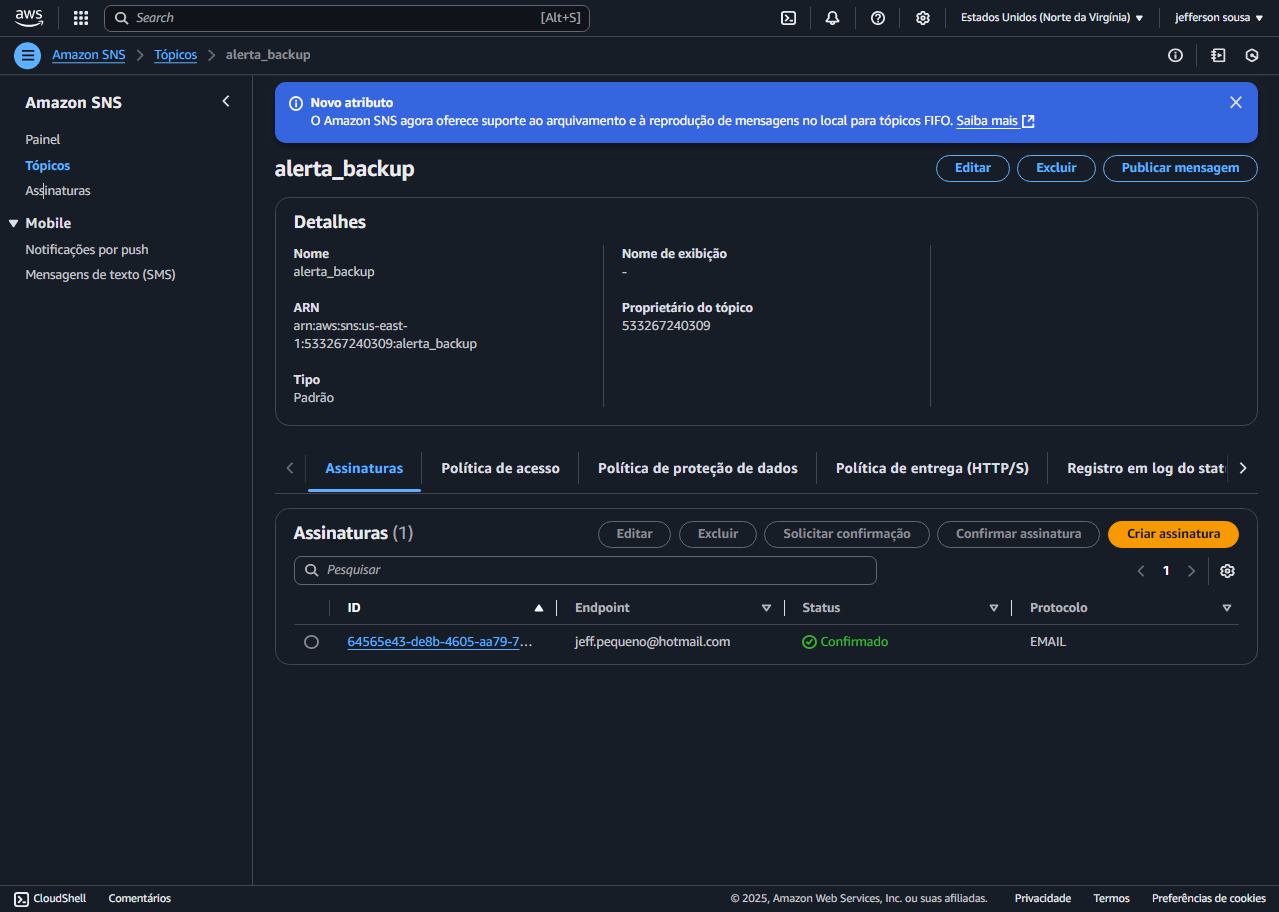 aws
Search
[Alt+S]
Estados Unidos (Norte da Virgínia)
jefferson sousa
Amazon SNS
Tópicos
alerta_backup
Amazon SNS
Painel
Tópicos
Assinaturas
Mobile
Notificações por push
Mensagens de texto (SMS)
Novo atributo
O Amazon SNS agora oferece suporte ao arquivamento e à reprodução de mensagens no local para tópicos FIFO. Saiba mais
alerta_backup
Editar
Excluir
Publicar mensagem
Detalhes
Nome
alerta_backup
ARN
arn:aws:sns:us-east-
1:533267240309:alerta_backup
Tipo
Padrão
Nome de exibição
-
Proprietário do tópico
533267240309
Assinaturas
Política de acesso
Política de proteção de dados
Política de entrega (HTTP/S)
Registro em log do stat
Assinaturas (1)
Editar
Excluir
Solicitar confirmação
Confirmar assinatura
Criar assinatura
Pesquisar
1
ID
Endpoint
Status
Protocolo
64565e43-de8b-4605-aa79-7...
jeff.pequeno@hotmail.com
Confirmado
EMAIL
CloudShell
Comentários
© 2025, Amazon Web Services, Inc. ou suas afiliadas.
Privacidade
Termos
Preferências de cookies